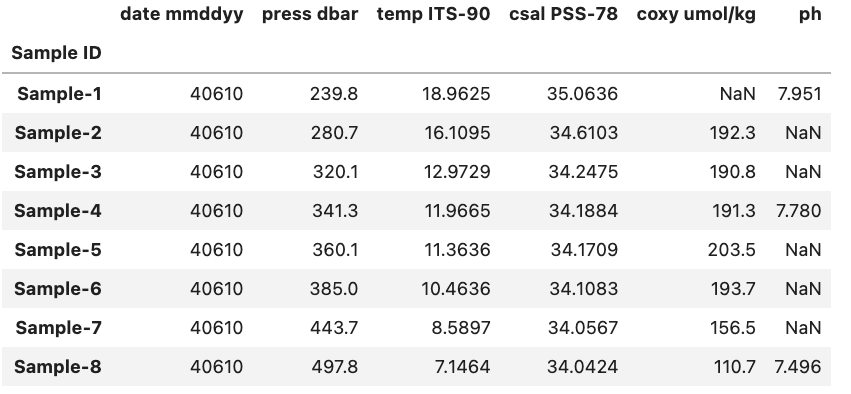 date mmddyy press dbar temp ITS-90 csal PSS-78 coxy umol/kg ph
Sample ID
Sample-1 40610 239.8 18.9625 35.0636 NaN 7.951
Sample-2 40610 280.7 16.1095 34.6103 192.3 NaN
Sample-3 40610 320.1 12.9729 34.2475 190.8 NaN
Sample-4 40610 341.3 11.9665 34.1884 191.3 7.780
Sample-5 40610 360.1 11.3636 34.1709 203.5 NaN
Sample-6 40610 385.0 10.4636 34.1083 193.7 NaN
Sample-7 40610 443.7 8.5897 34.0567 156.5 NaN
Sample-8 40610 497.8 7.1464 34.0424 110.7 7.496